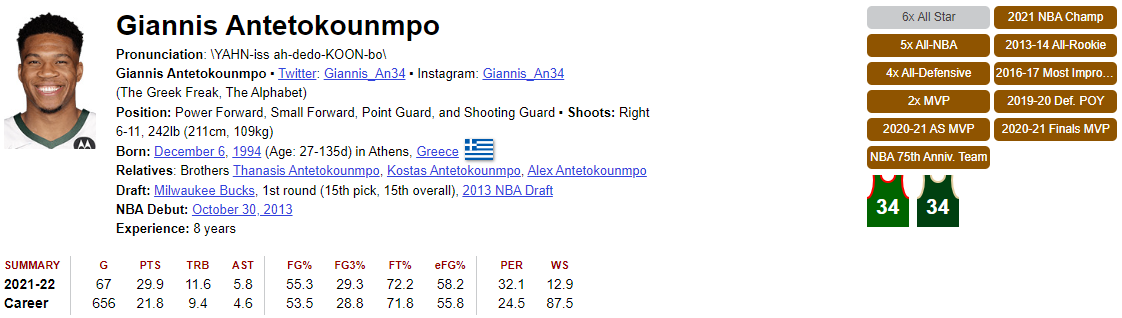 Giannis Antetokounmpo
Pronunciation: \YAHN-iss ah-dedo-KOON-bo\
Giannis Antetokounmpo ▪ Twitter: Giannis_An34 ▪ Instagram: Giannis_An34
(The Greek Freak, The Alphabet)
Position: Power Forward, Small Forward, Point Guard, and Shooting Guard ▪ Shoots: Right
6-11, 242lb (211cm, 109kg)
Born: December 6, 1994 (Age: 27-135d) in Athens, Greece
Relatives: Brothers Thanasis Antetokounmpo, Kostas Antetokounmpo, Alex Antetokounmpo
Draft: Milwaukee Bucks, 1st round (15th pick, 15th overall), 2013 NBA Draft
NBA Debut: October 30, 2013
Experience: 8 years
6x All Star 2021 NBA Champ
5x All-NBA 2013-14 All-Rookie
4x All-Defensive 2016-17 Most Impro…
2x MVP 2019-20 Def. POY
2020-21 AS MVP 2020-21 Finals MVP
NBA 75th Anniv. Team
34 34
SUMMARY G PTS TRB AST FG% FG3% FT% eFG% PER WS
2021-22 67 29.9 11.6 5.8 55.3 29.3 72.2 58.2 32.1 12.9
Career 656 21.8 9.4 4.6 53.5 28.8 71.8 55.8 24.5 87.5